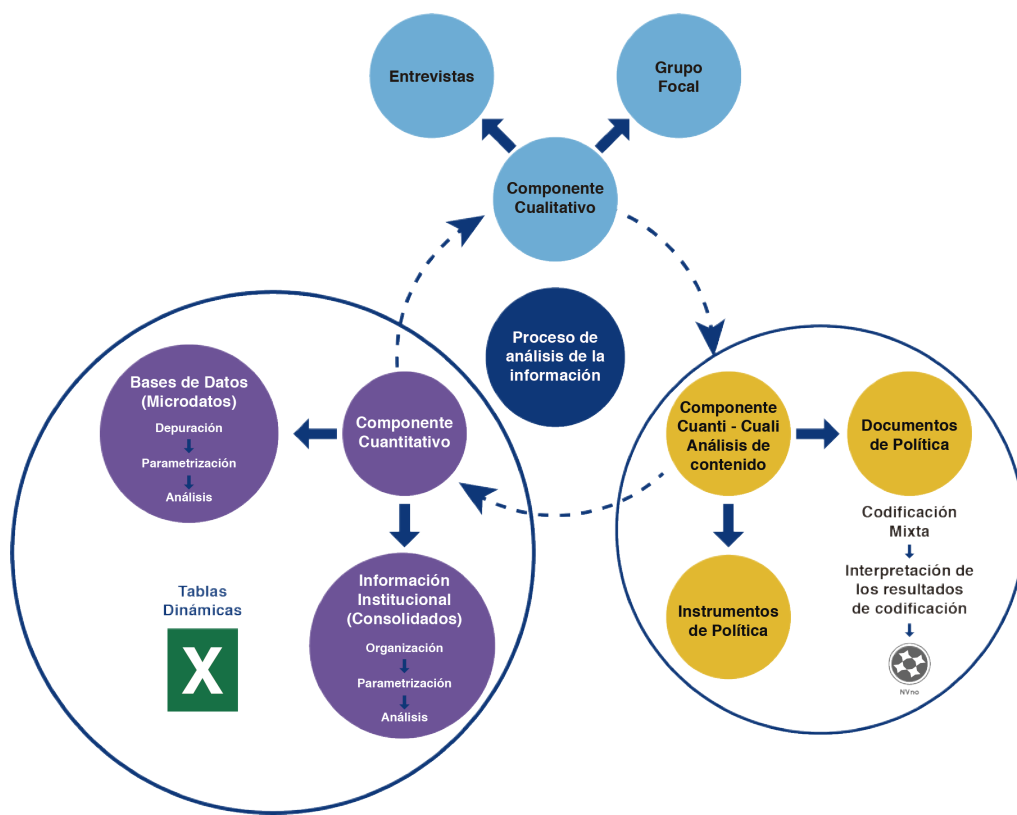 Entrevistas
Grupo
Focal
Componente
Cualitativo
Proceso de
análisis de la
información
Bases de Datos
(Microdatos)
Depuración
Parametrización
Análisis
Componente
Cuantitativo
Información
Institucional
(Consolidados)
Organización
Parametrización
Análisis
Tablas
Dinámicas
X
Componente
Cuanti - Cuali
Análisis de
contenido
Documentos
de Política
Instrumentos
de Política
Codificación
Mixta
Interpretación de
los resultados
de codificación
NVno